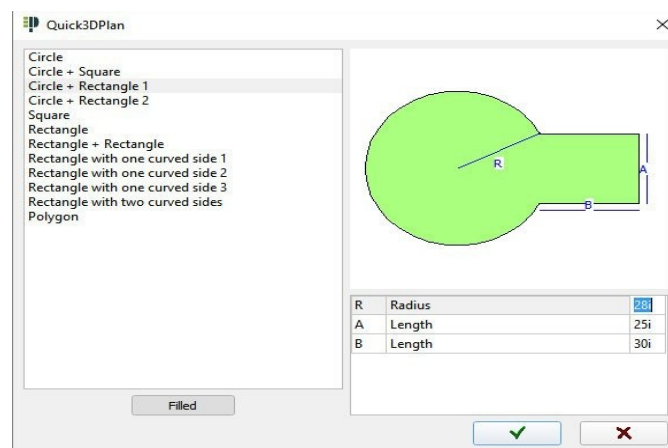 Quick3DPlan
Circle
Circle + Square
Circle + Rectangle 1
Circle + Rectangle 2
Square
Rectangle
Rectangle + Rectangle
Rectangle with one curved side 1
Rectangle with one curved side 2
Rectangle with one curved side 3
Rectangle with two curved sides
Polygon
Filled
R
A
B
R Radius 28i
A Length 25i
B Length 30i